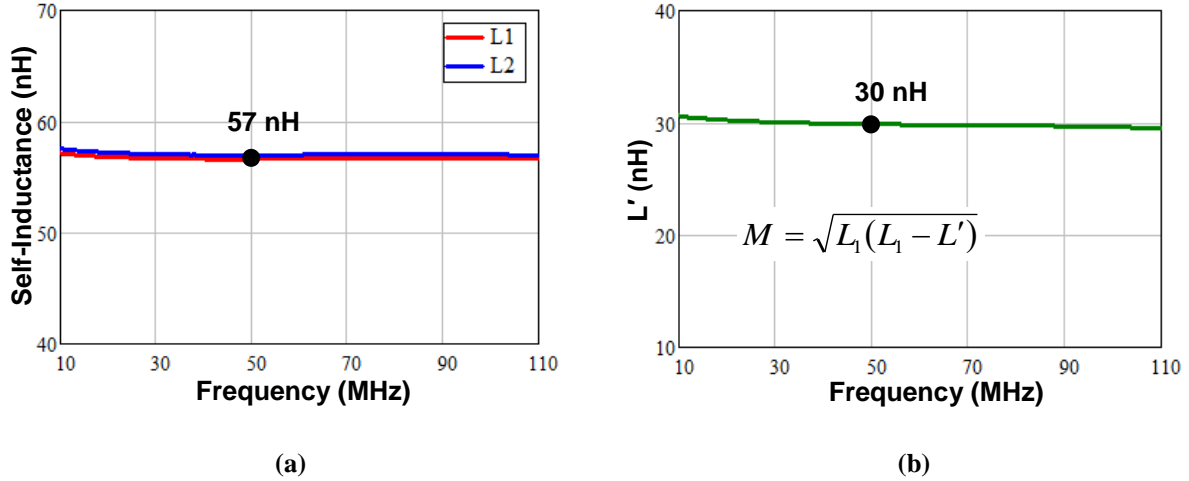 70
60
50
40
Self-Inductance (nH)
L1
L2
57 nH
10 30 50 70 90 110
Frequency (MHz)
(a)
40
30
20
10
L′ (nH)
30 nH
M = √L₁(L₁ − L′)
10 30 50 70 90 110
Frequency (MHz)
(b)